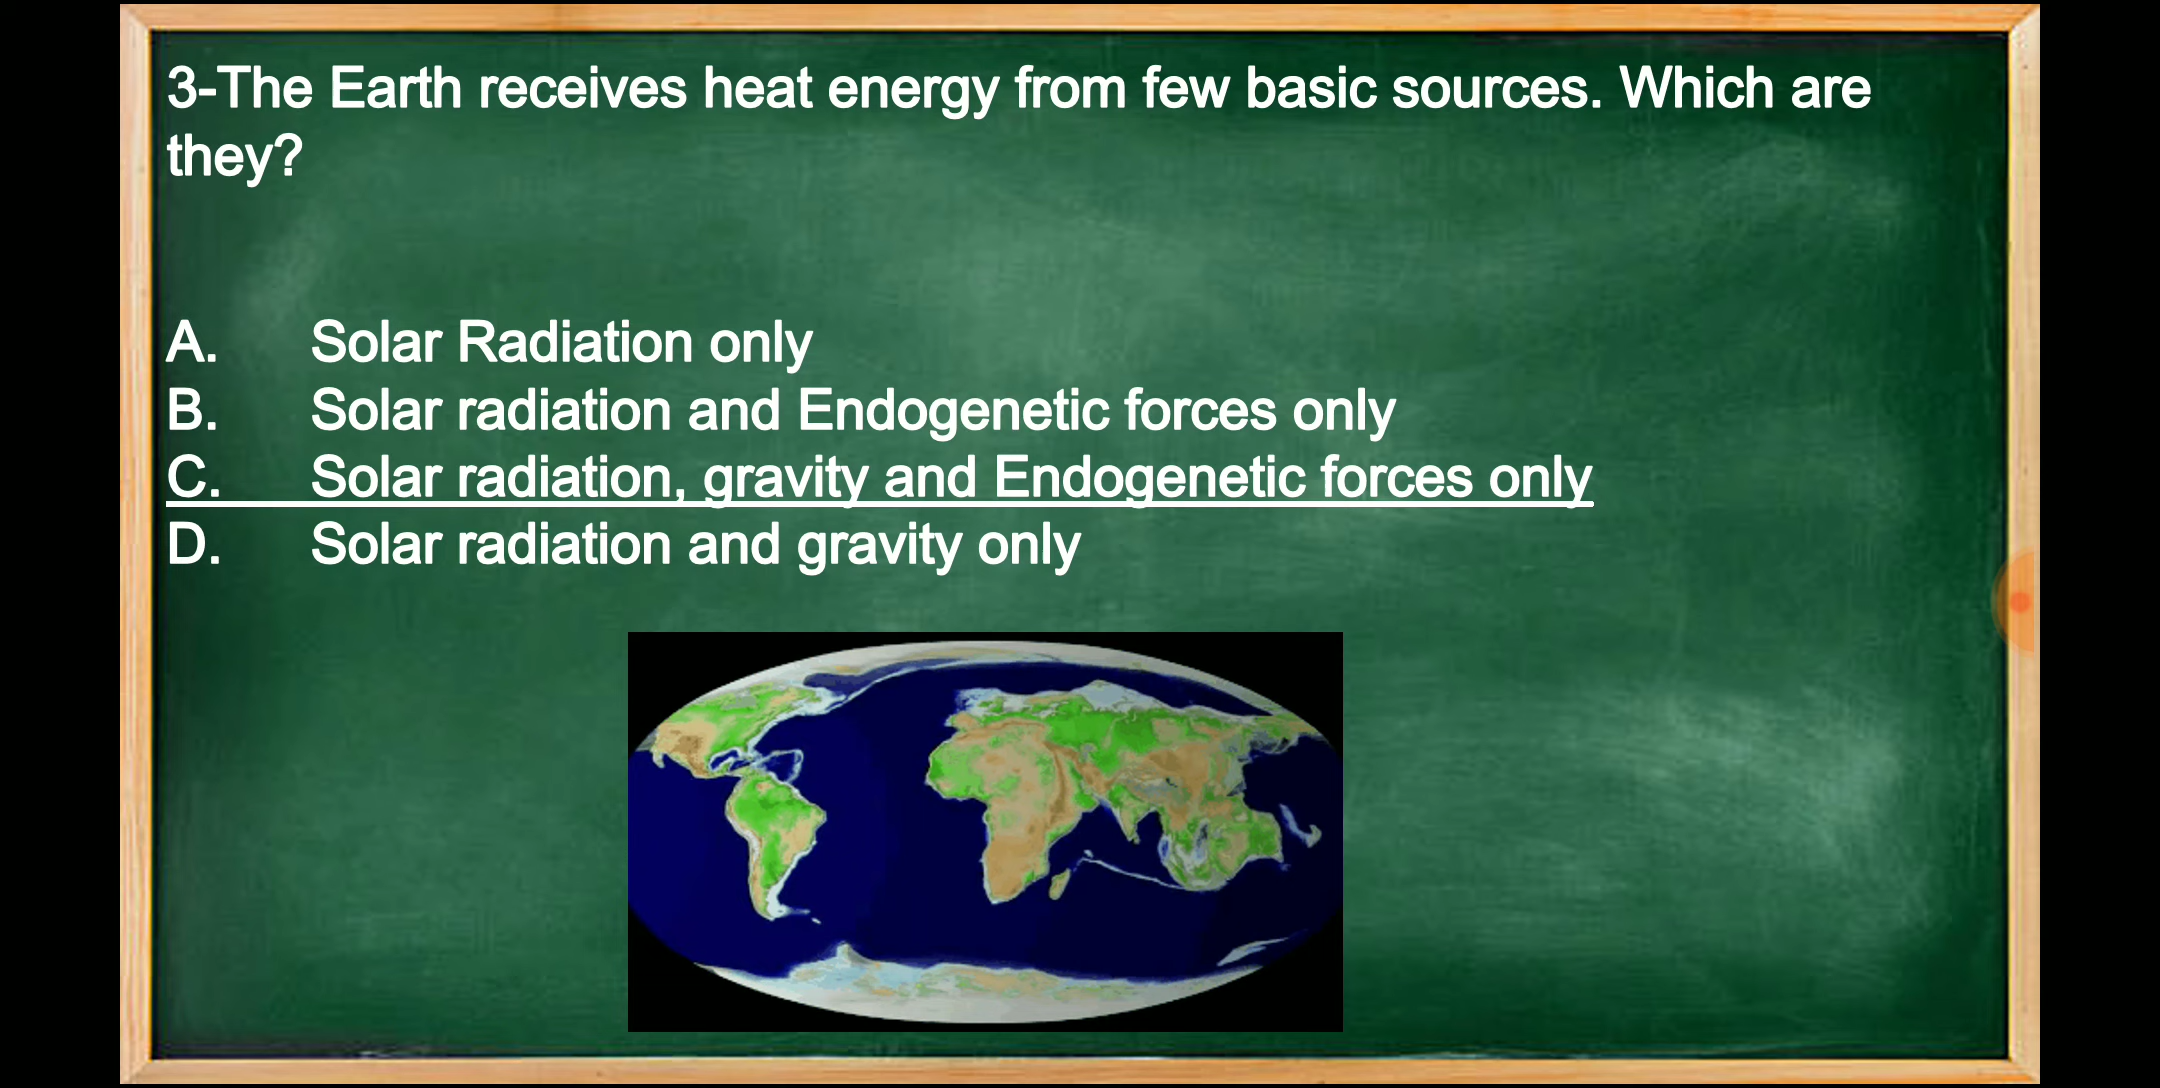 3-The Earth receives heat energy from few basic sources. Which are
they?
A. Solar Radiation only
B. Solar radiation and Endogenetic forces only
C. Solar radiation, gravity and Endogenetic forces only
D. Solar radiation and gravity only